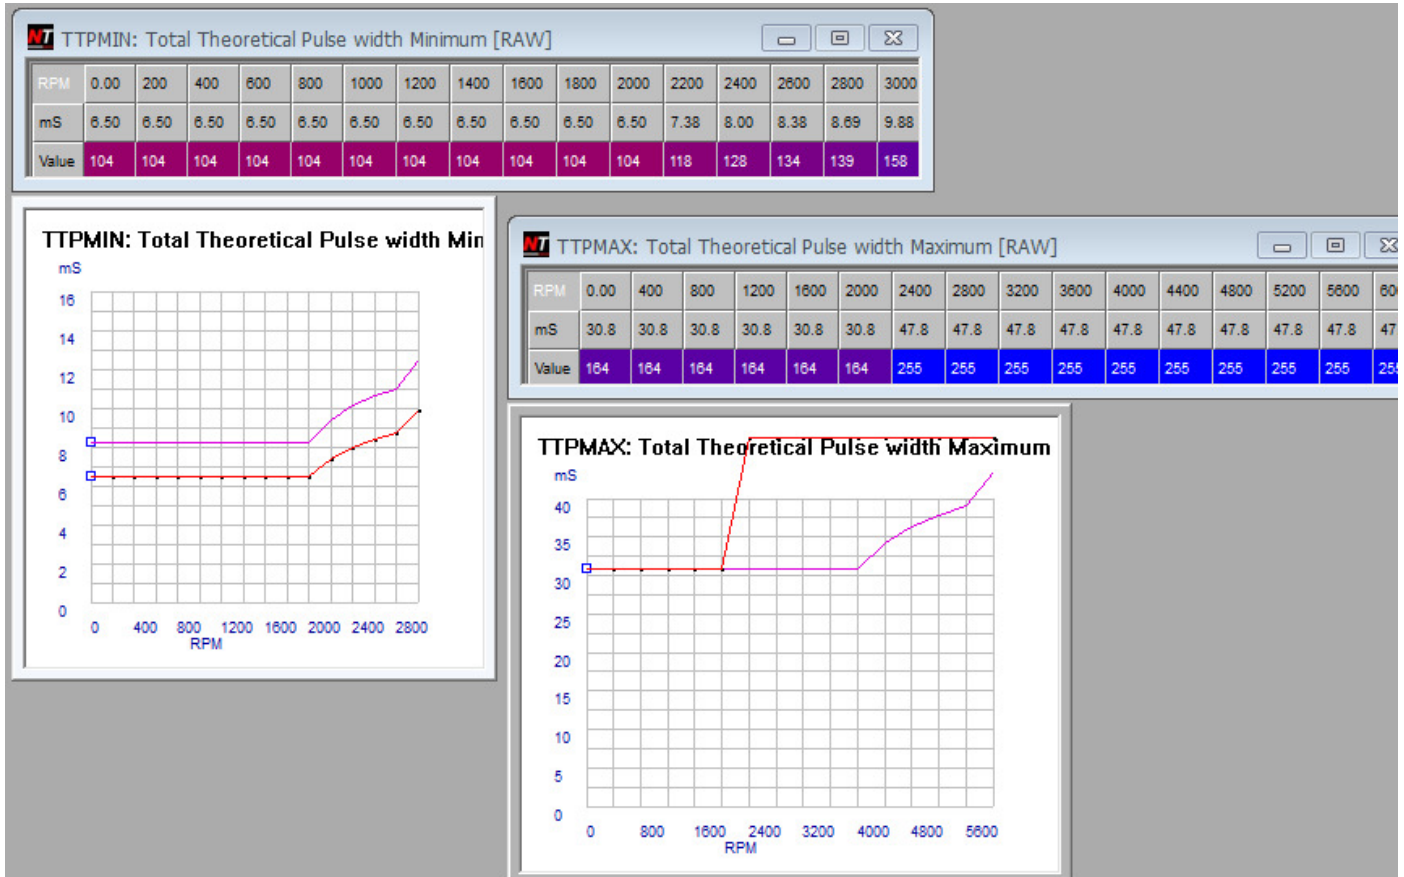 NT TTPMIN: Total Theoretical Pulse width Minimum [RAW]
RPM 0.00 200 400 600 800 1000 1200 1400 1600 1800 2000 2200 2400 2600 2800 3000
mS 6.50 6.50 6.50 6.50 6.50 6.50 6.50 6.50 6.50 6.50 6.50 7.38 8.00 8.38 8.69 9.88
Value 104 104 104 104 104 104 104 104 104 104 104 118 128 134 139 158
TTPMIN: Total Theoretical Pulse width Min
mS
16
14
12
10
8
6
4
2
0
0 400 800 1200 1600 2000 2400 2800
RPM
NT TTPMAX: Total Theoretical Pulse width Maximum [RAW]
RPM 0.00 400 800 1200 1600 2000 2400 2800 3200 3600 4000 4400 4800 5200 5600 60
mS 30.8 30.8 30.8 30.8 30.8 30.8 47.8 47.8 47.8 47.8 47.8 47.8 47.8 47.8 47.8 47
Value 164 164 164 164 164 164 255 255 255 255 255 255 255 255 255 255
TTPMAX: Total Theoretical Pulse width Maximum
mS
40
35
30
25
20
15
10
5
0
0 800 1600 2400 3200 4000 4800 5600
RPM